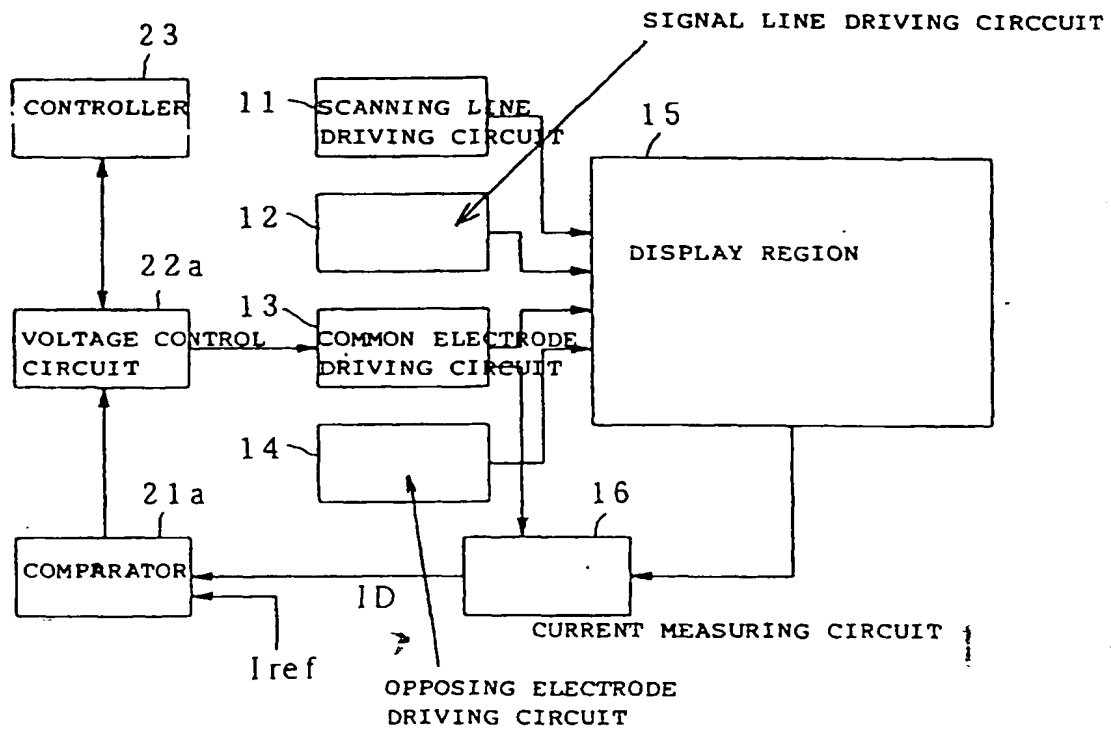 SIGNAL LINE DRIVING CIRCCUIT
23
CONTROLLER
11
SCANNING LINE
DRIVING CIRCUIT
15
12
DISPLAY REGION
22a
VOLTAGE CONTROL
CIRCUIT
13
COMMON ELECTRODE
DRIVING CIRCUIT
14
21a
COMPARATOR
16
ID
Iref
CURRENT MEASURING CIRCUIT
OPPOSING ELECTRODE
DRIVING CIRCUIT